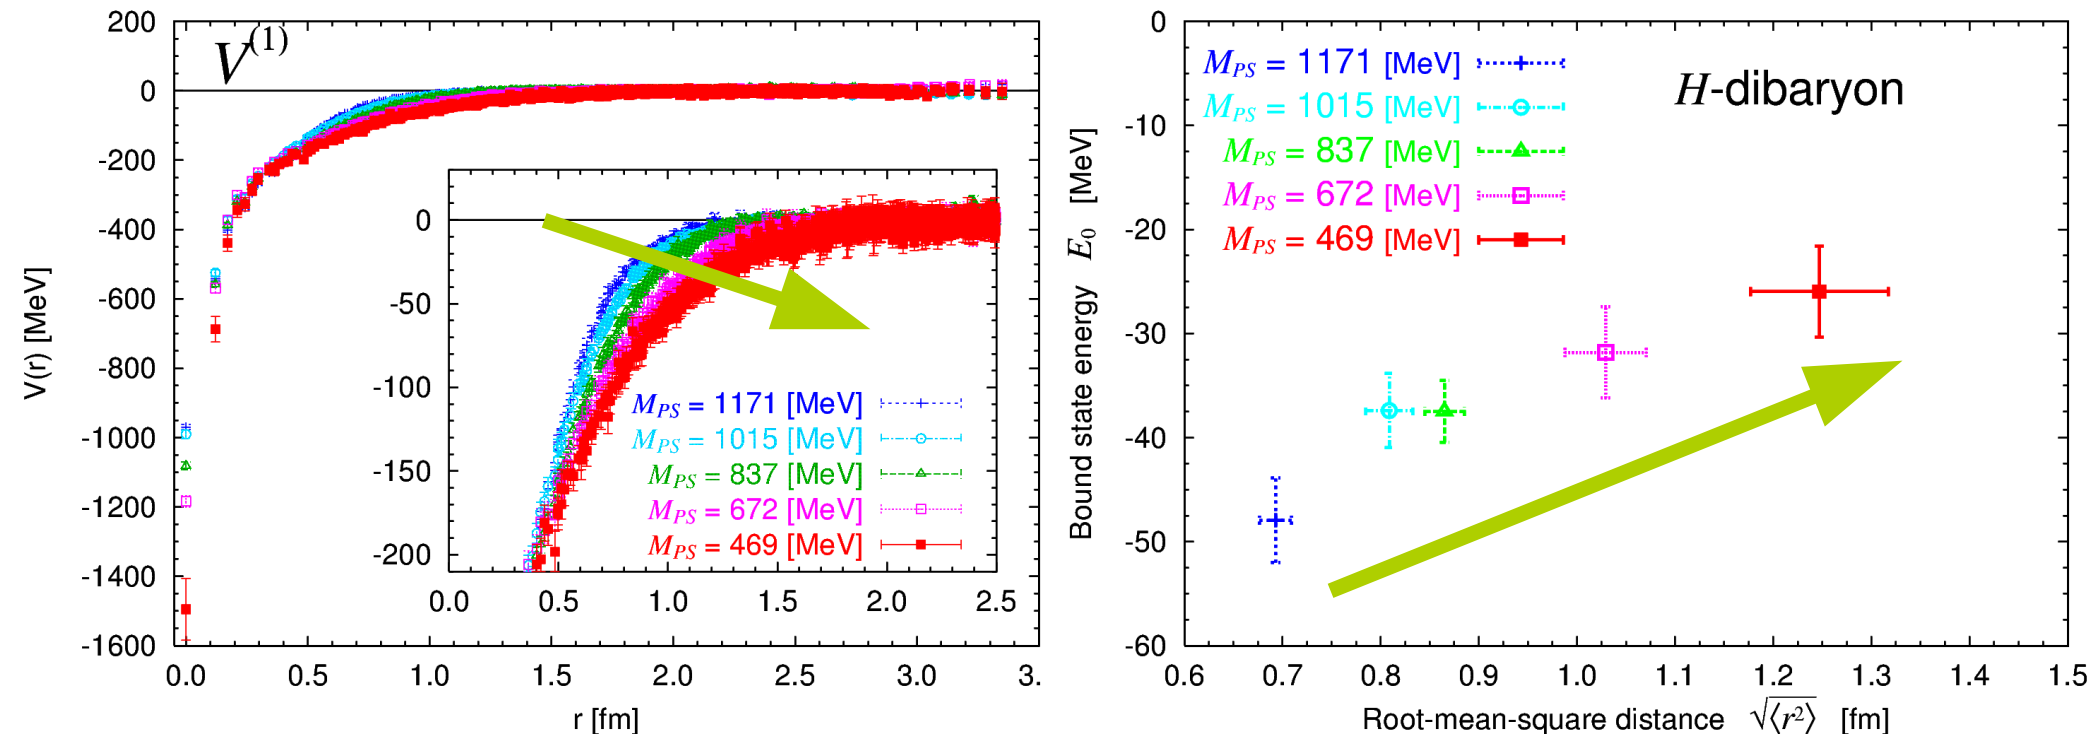 V(1)
200
0
-200
-400
-600
-800
-1000
-1200
-1400
-1600
V(r) [MeV]
0.0 0.5 1.0 1.5 2.0 2.5 3.0 3.
r [fm]
0
-50
-100
-150
-200
0.0 0.5 1.0 1.5 2.0 2.5
MPS = 1171 [MeV]
MPS = 1015 [MeV]
MPS = 837 [MeV]
MPS = 672 [MeV]
MPS = 469 [MeV]
0
-10
-20
-30
-40
-50
-60
Bound state energy E0 [MeV]
MPS = 1171 [MeV]
MPS = 1015 [MeV]
MPS = 837 [MeV]
MPS = 672 [MeV]
MPS = 469 [MeV]
H-dibaryon
0.6 0.7 0.8 0.9 1.0 1.1 1.2 1.3 1.4 1.5
Root-mean-square distance √⟨r²⟩ [fm]